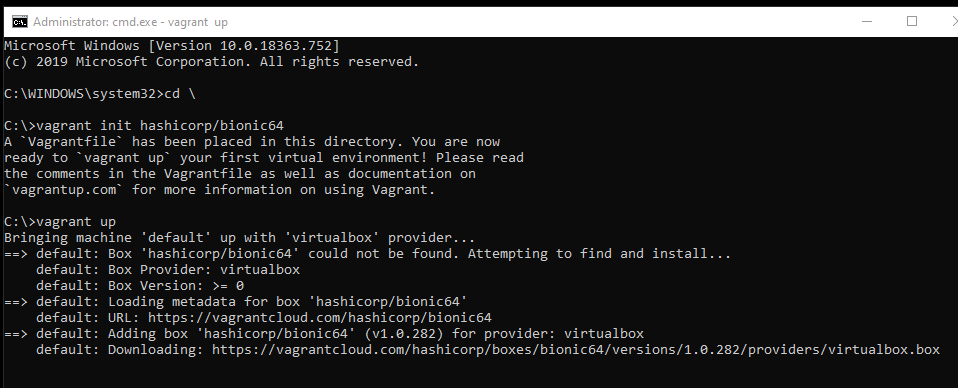 Administrator: cmd.exe - vagrant  up
Microsoft Windows [Version 10.0.18363.752]
(c) 2019 Microsoft Corporation. All rights reserved.
C:\WINDOWS\system32>cd \
C:\>vagrant init hashicorp/bionic64
A `Vagrantfile` has been placed in this directory. You are now
ready to `vagrant up` your first virtual environment! Please read
the comments in the Vagrantfile as well as documentation on
`vagrantup.com` for more information on using Vagrant.
C:\>vagrant up
Bringing machine 'default' up with 'virtualbox' provider...
==> default: Box 'hashicorp/bionic64' could not be found. Attempting to find and install...
    default: Box Provider: virtualbox
    default: Box Version: >= 0
==> default: Loading metadata for box 'hashicorp/bionic64'
    default: URL: https://vagrantcloud.com/hashicorp/bionic64
==> default: Adding box 'hashicorp/bionic64' (v1.0.282) for provider: virtualbox
    default: Downloading: https://vagrantcloud.com/hashicorp/boxes/bionic64/versions/1.0.282/providers/virtualbox.box